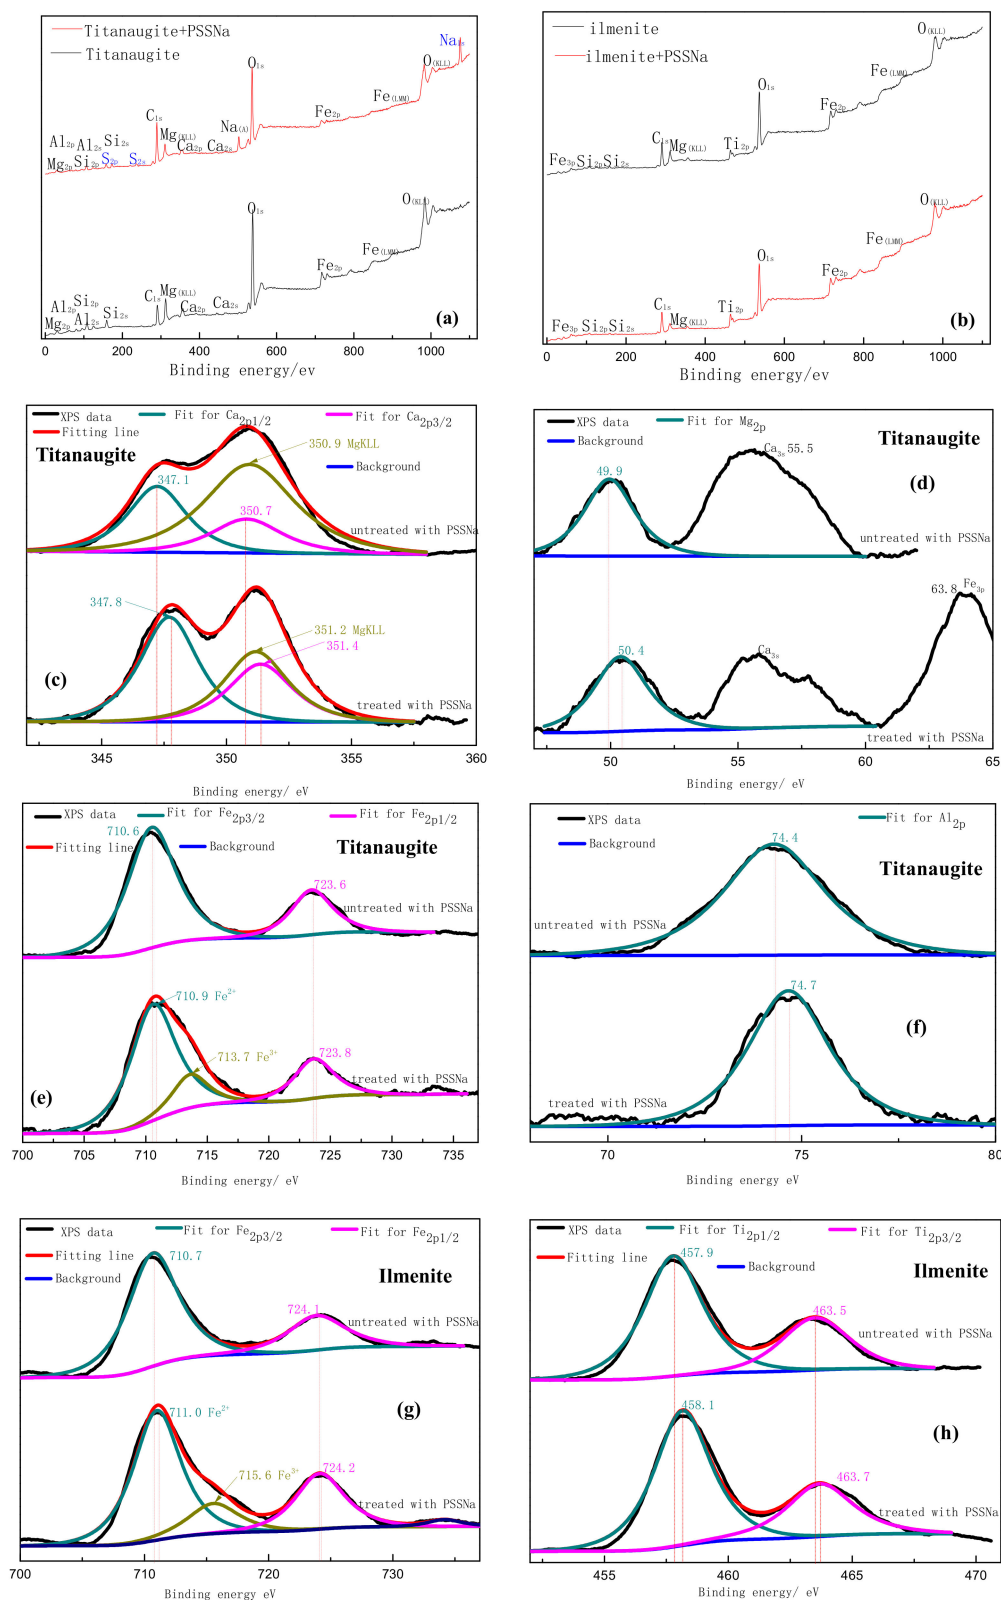 Titanaugite+PSSNa
Titanaugite
Na1s
O(KLL)
O1s
Fe(LMM)
Fe2p
C1s
Na(A)
Mg(KLL)
Al2p Al2s Si2s
Ca2p Ca2s
Mg2p Si2p S2p S2s
O(KLL)
O1s
Fe(LMM)
Fe2p
C1s Mg(KLL)
Ca2s
Ca2p
Si2p
Al2p
Si2s
Mg2p Al2s
(a)
0 200 400 600 800 1000
Binding energy/ev
ilmenite
ilmenite+PSSNa
O(KLL)
Fe(LMM)
O1s
Fe2p
C1s
Mg(KLL)
Ti2p
Fe3p Si2p Si2s
O(KLL)
Fe(LMM)
O1s
Fe2p
Ti2p
C1s
Mg(KLL)
Fe3p Si2p Si2s
(b)
0 200 400 600 800 1000
Binding energy/ev
XPS data
Fit for Ca2p1/2
Fit for Ca2p3/2
Fitting line
Background
Titanaugite
350.9 MgKLL
347.1
350.7
untreated with PSSNa
347.8
351.2 MgKLL
351.4
(c)
treated with PSSNa
345 350 355 360
Binding energy/ eV
XPS data
Fit for Mg2p
Background
Titanaugite
Ca3s 55.5
49.9
(d)
untreated with PSSNa
63.8 Fe3p
50.4
Ca3s
treated with PSSNa
50 55 60 65
Binding energy/ eV
XPS data
Fit for Fe2p3/2
Fit for Fe2p1/2
710.6
Fitting line
Background
Titanaugite
723.6
untreated with PSSNa
710.9 Fe2+
713.7 Fe3+
723.8
treated with PSSNa
(e)
700 705 710 715 720 725 730 735
Binding energy/ eV
XPS data
Fit for Al2p
Background
74.4
Titanaugite
untreated with PSSNa
74.7
(f)
treated with PSSNa
70 75 80
Binding energy eV
XPS data
Fit for Fe2p3/2
Fit for Fe2p1/2
Fitting line
710.7
Background
Ilmenite
724.1
untreated with PSSNa
711.0 Fe2+
(g)
715.6 Fe3+
724.2
treated with PSSNa
700 710 720 730
Binding energy eV
XPS data
Fit for Ti2p1/2
Fit for Ti2p3/2
Fitting line
457.9
Background
Ilmenite
463.5
untreated with PSSNa
458.1
(h)
463.7
treated with PSSNa
455 460 465 470
Binding energy/ eV